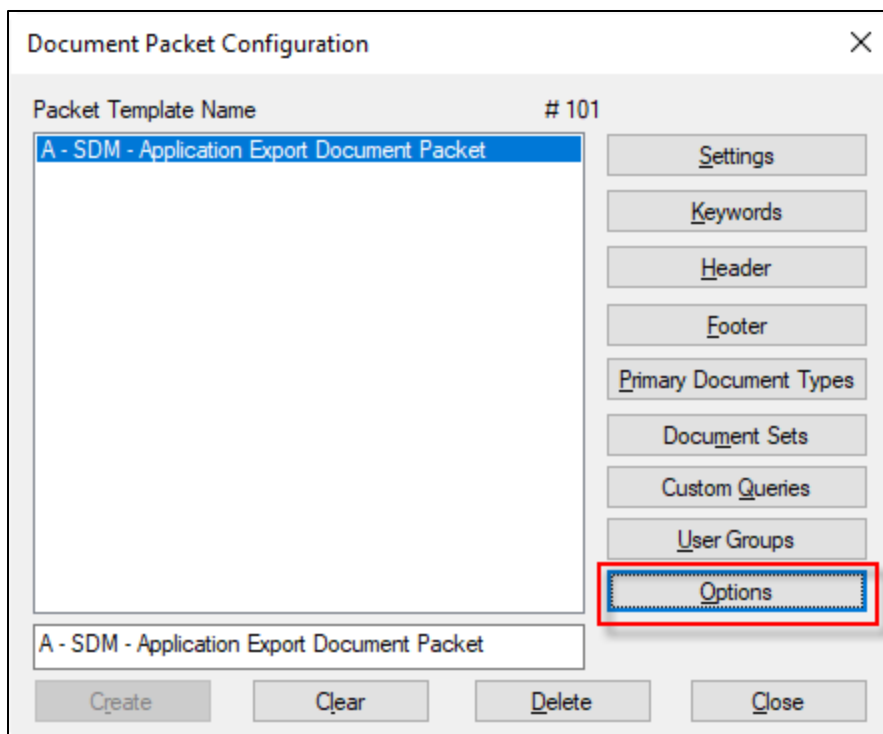 Document Packet Configuration
Packet Template Name # 101
A - SDM - Application Export Document Packet
Settings
Keywords
Header
Footer
Primary Document Types
Document Sets
Custom Queries
User Groups
Options
A - SDM - Application Export Document Packet
Create Clear Delete Close